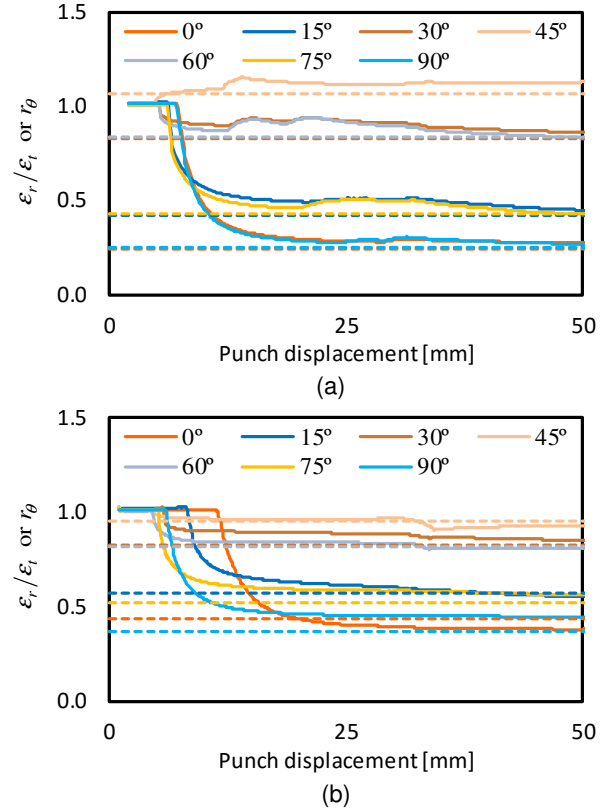 1.5
0º 15º 30º 45º
60º 75º 90º
1.0
0.5
0.0
εr/εt or rθ
0 25 50
Punch displacement [mm]
(a)
1.5
0º 15º 30º 45º
60º 75º 90º
1.0
0.5
0.0
εr/εt or rθ
0 25 50
Punch displacement [mm]
(b)